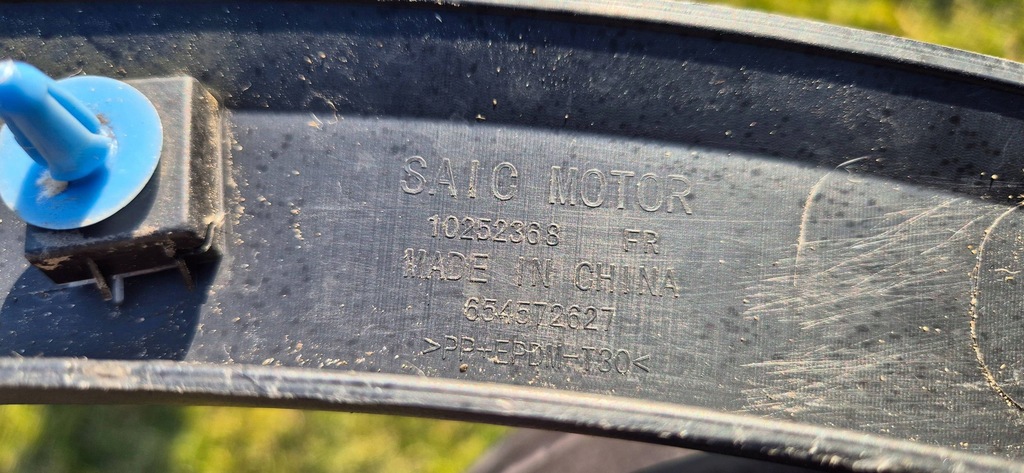 SAIC MOTOR
10252368 FR
MADE IN CHINA
654572627
>PP+EPDM-T30<